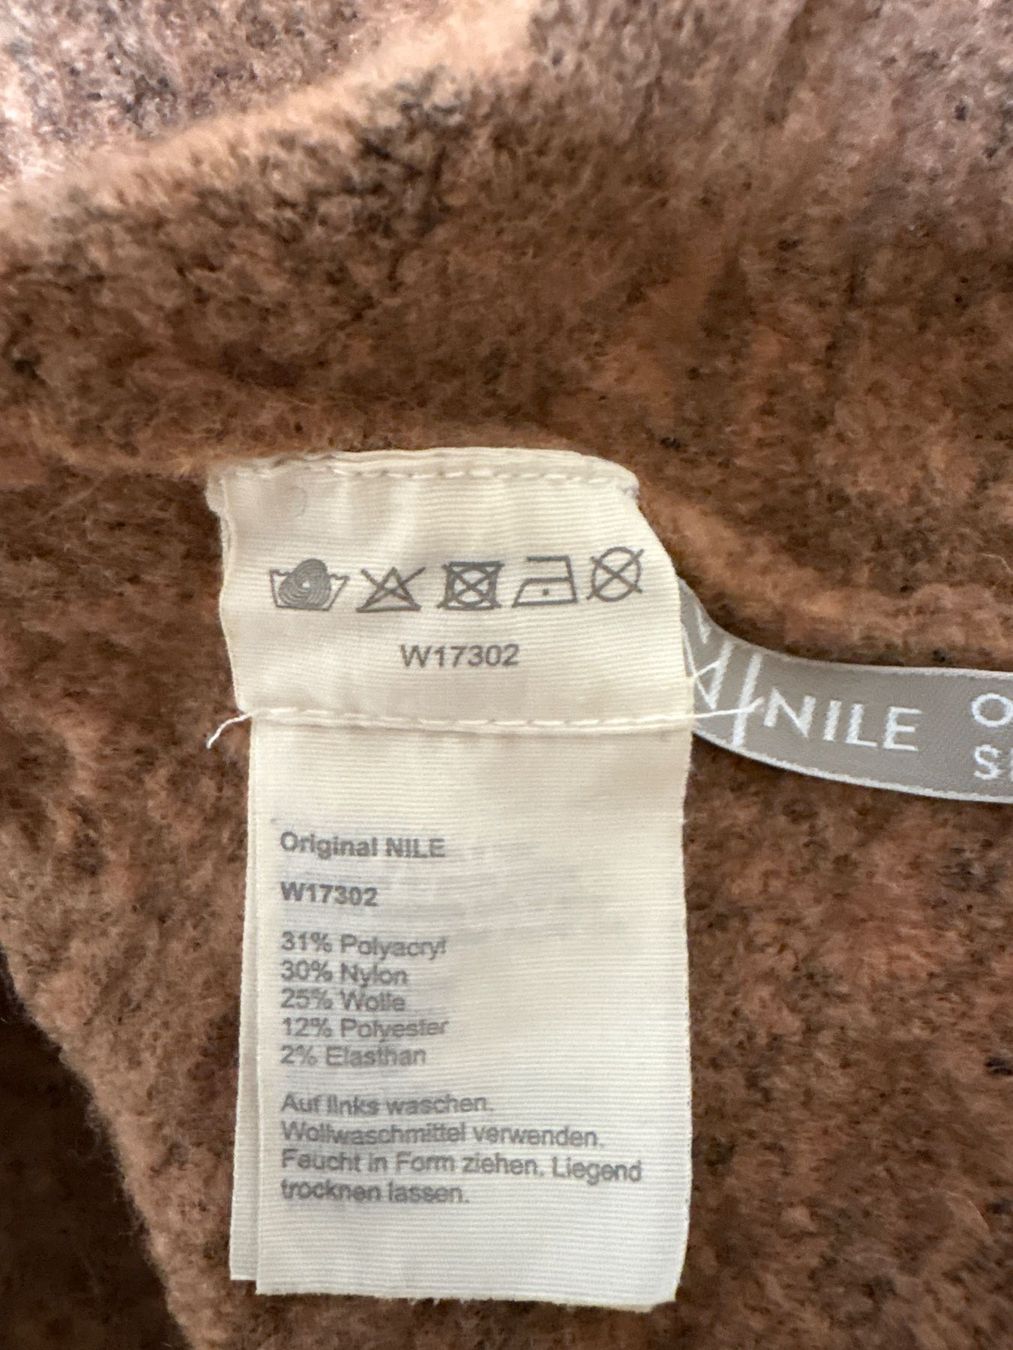 W17302
NILE
Original NILE
W17302
31% Polyacryl
30% Nylon
25% Wolle
12% Polyester
2% Elasthan
Auf links waschen.
Wollwaschmittel verwenden.
Feucht in Form ziehen. Liegend
trocknen lassen.